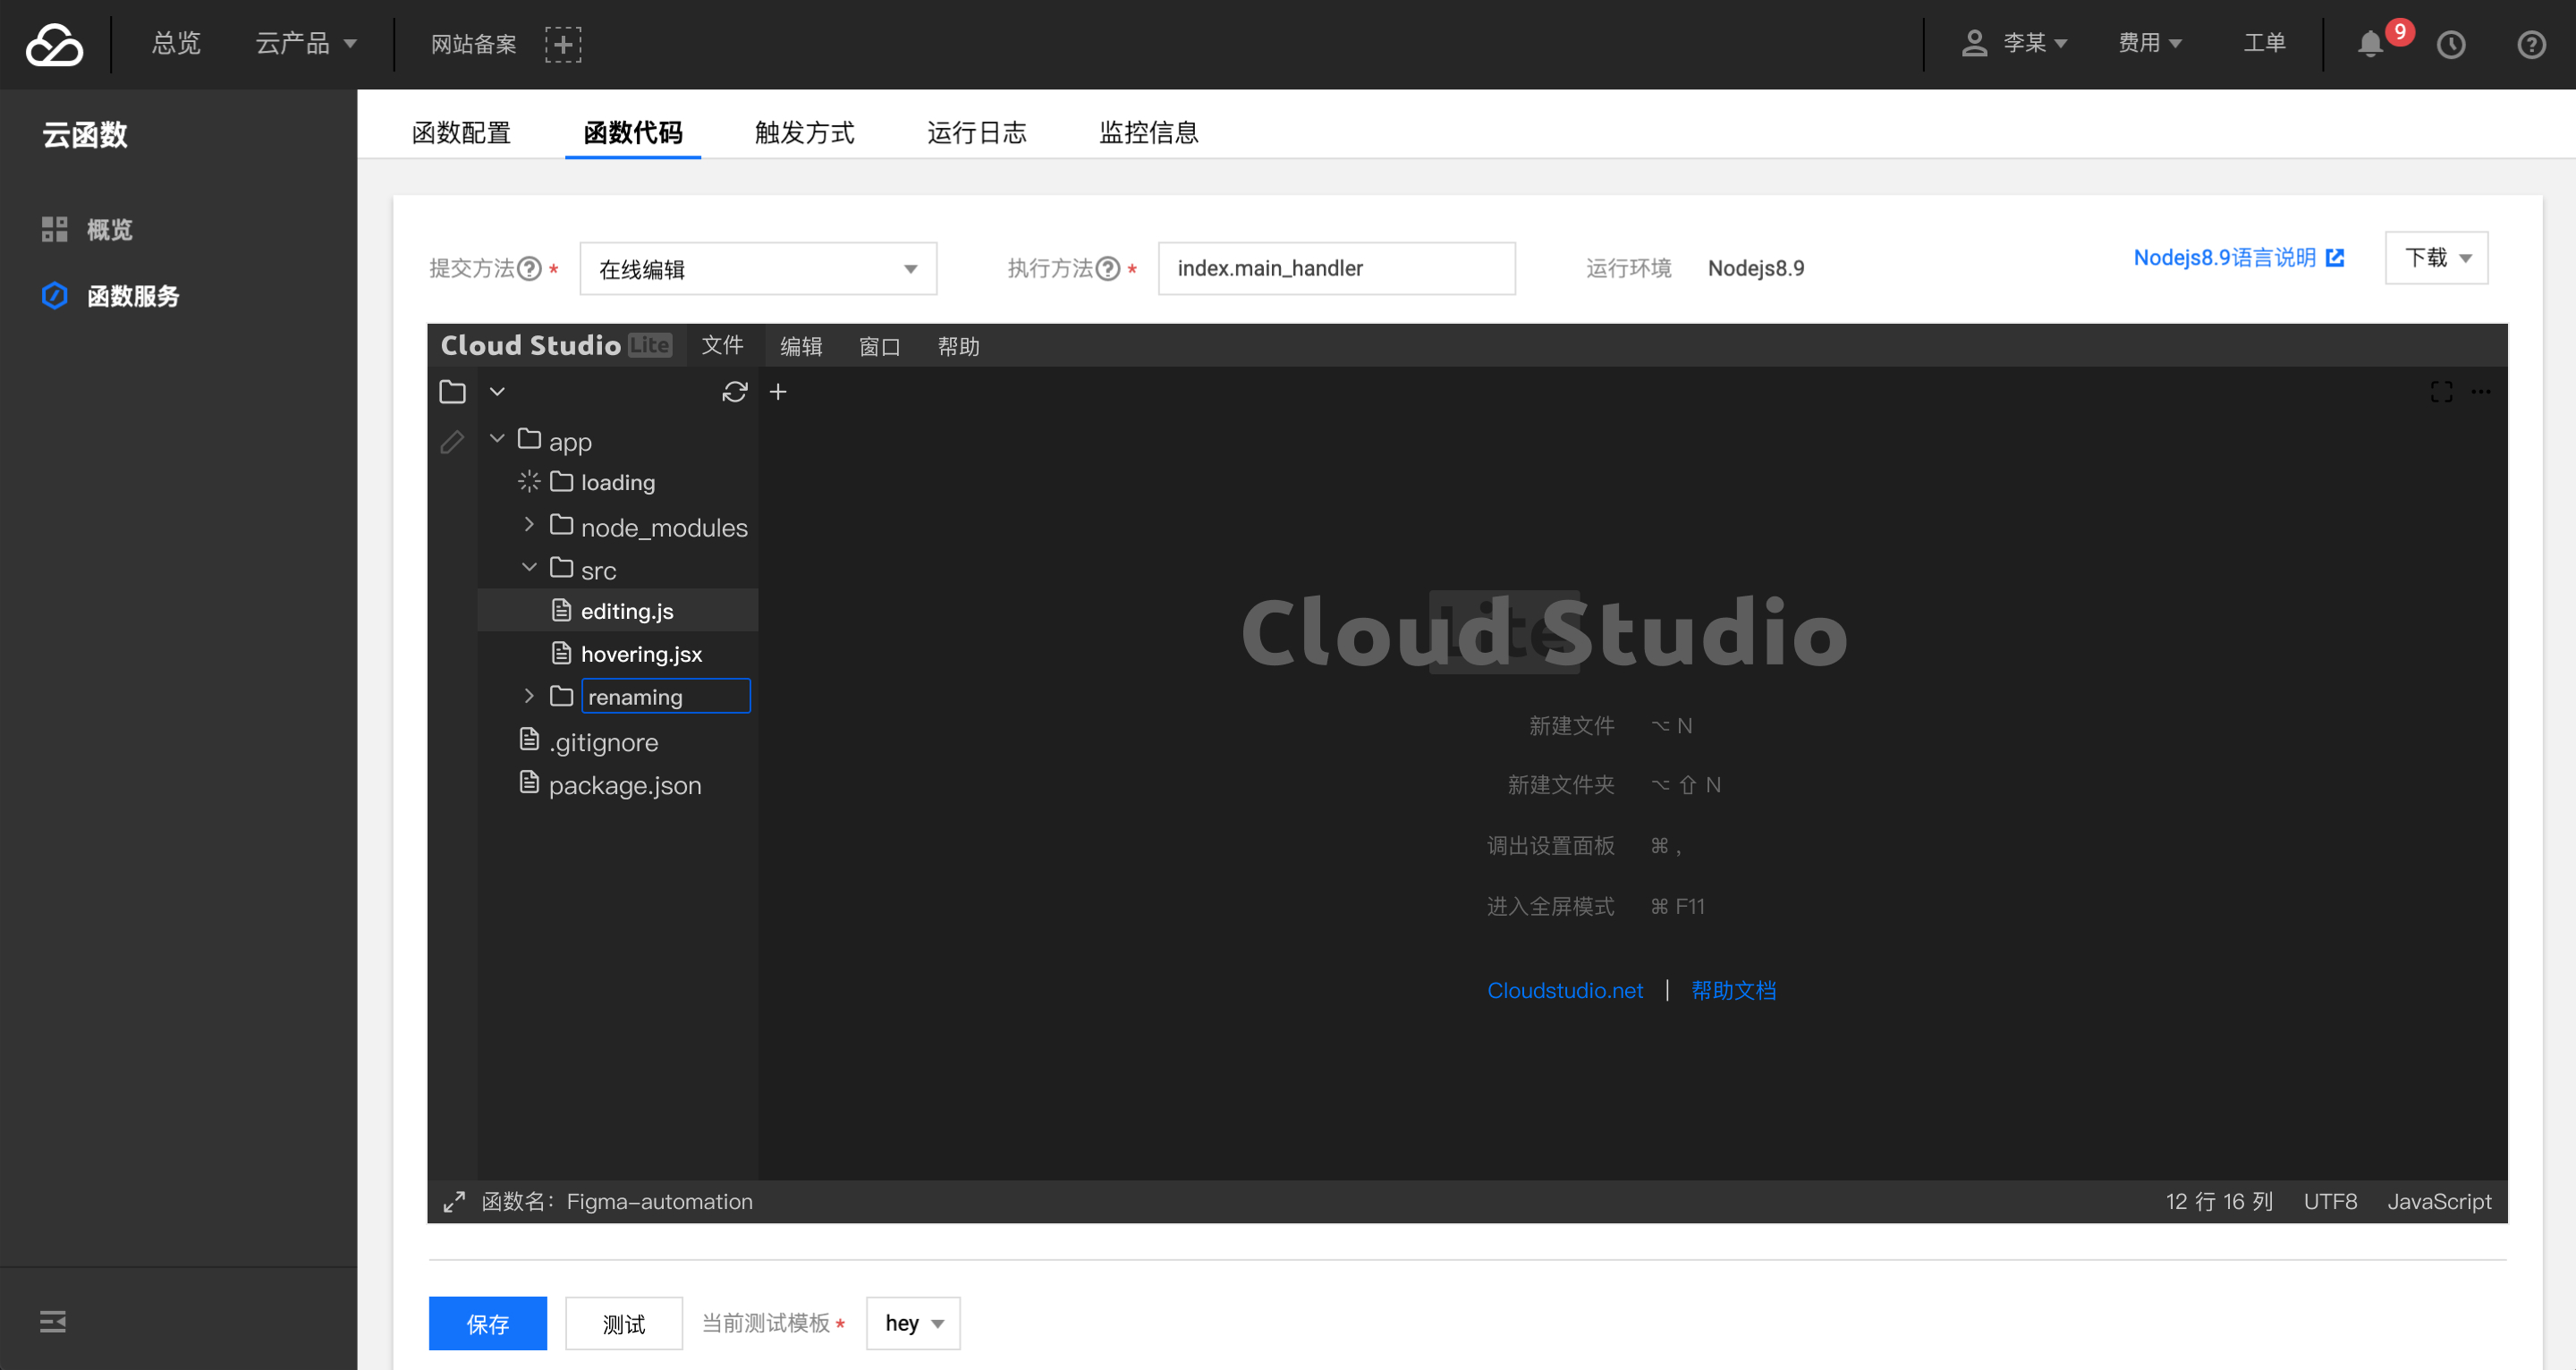 总览 云产品 网站备案 李某 费用 工单 9
云函数
概览
函数服务
函数配置 函数代码 触发方式 运行日志 监控信息
提交方法 * 在线编辑 执行方法 * index.main_handler 运行环境 Nodejs8.9 Nodejs8.9语言说明 下载
Cloud Studio Lite 文件 编辑 窗口 帮助
app
loading
node_modules
src
editing.js
hovering.jsx
renaming
.gitignore
package.json
Cloud Studio Lite
新建文件 ⌥ N
新建文件夹 ⌥ ⇧ N
调出设置面板 ⌘ ,
进入全屏模式 ⌘ F11
Cloudstudio.net | 帮助文档
函数名：Figma-automation 12 行 16 列 UTF8 JavaScript
保存 测试 当前测试模板 * hey